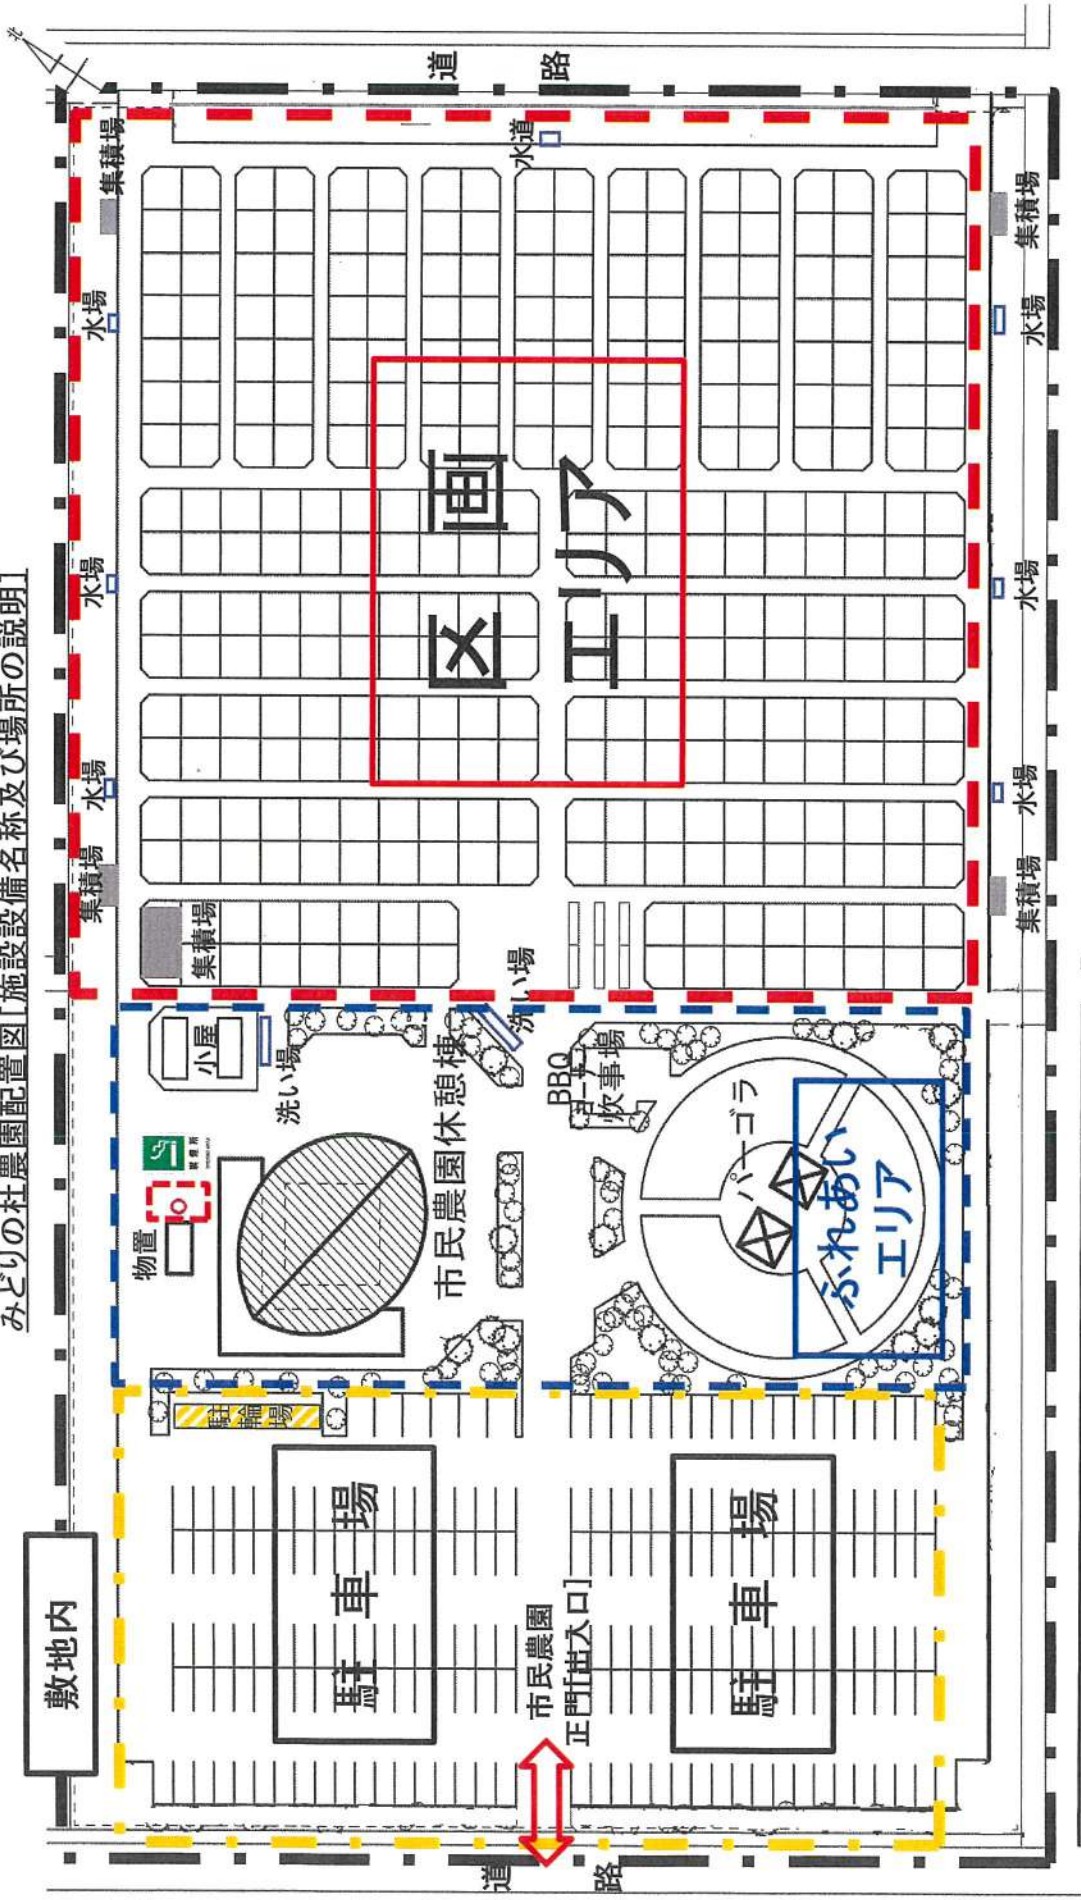 みどりの杜農園配置図[施設設備名称及び場所の説明]
敷地内
道
路
集積場
水場
水場
水場
集積場
集積場
水道
区画
エリア
集積場
水場
水場
水場
集積場
小屋
洗い場
洗い場
物置
喫煙所
市民農園休憩棟
BBQ
コーナー
炊事場
パーゴラ
ふれあい
エリア
駐輪場
駐車場
駐車場
市民農園
正門[出入口]
道
路